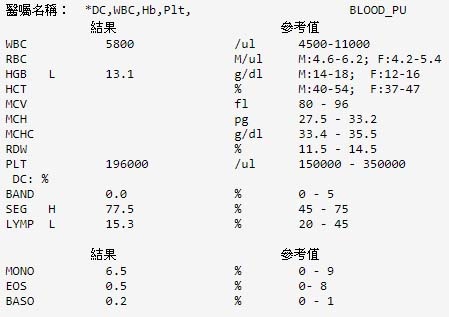 醫囑名稱： *DC,WBC,Hb,Plt, BLOOD_PU
結果 參考值
WBC 5800 /ul 4500-11000
RBC M/ul M:4.6-6.2; F:4.2-5.4
HGB L 13.1 g/dl M:14-18; F:12-16
HCT % M:40-54; F:37-47
MCV fl 80 - 96
MCH pg 27.5 - 33.2
MCHC g/dl 33.4 - 35.5
RDW % 11.5 - 14.5
PLT 196000 /ul 150000 - 350000
DC: %
BAND 0.0 % 0 - 5
SEG H 77.5 % 45 - 75
LYMP L 15.3 % 20 - 45
結果 參考值
MONO 6.5 % 0 - 9
EOS 0.5 % 0- 8
BASO 0.2 % 0 - 1